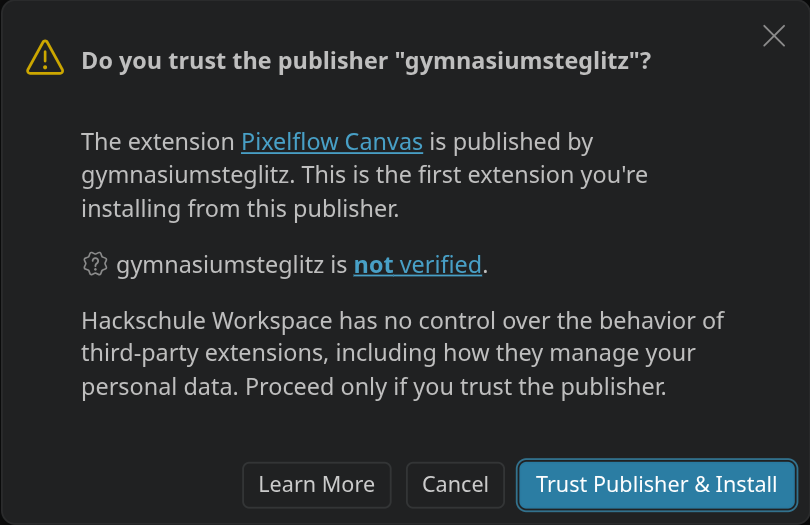 Do you trust the publisher "gymnasiumsteglitz"?
The extension Pixelflow Canvas is published by
gymnasiumsteglitz. This is the first extension you're
installing from this publisher.
gymnasiumsteglitz is not verified.
Hackschule Workspace has no control over the behavior of
third-party extensions, including how they manage your
personal data. Proceed only if you trust the publisher.
Learn More Cancel Trust Publisher & Install